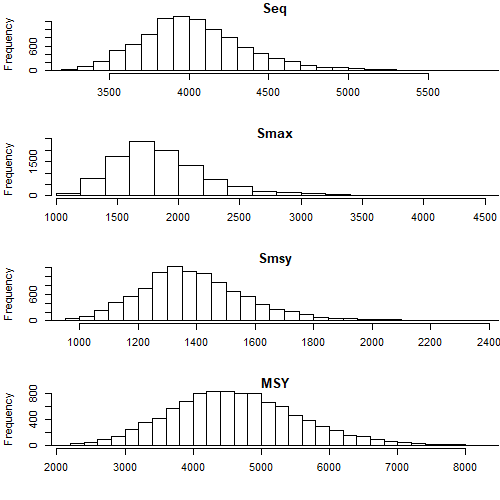 Seq
Frequency
0 600
3500 4000 4500 5000 5500
Smax
Frequency
0 1500
1000 1500 2000 2500 3000 3500 4000 4500
Smsy
Frequency
0 600
1000 1200 1400 1600 1800 2000 2200 2400
MSY
Frequency
0 400 800
2000 3000 4000 5000 6000 7000 8000